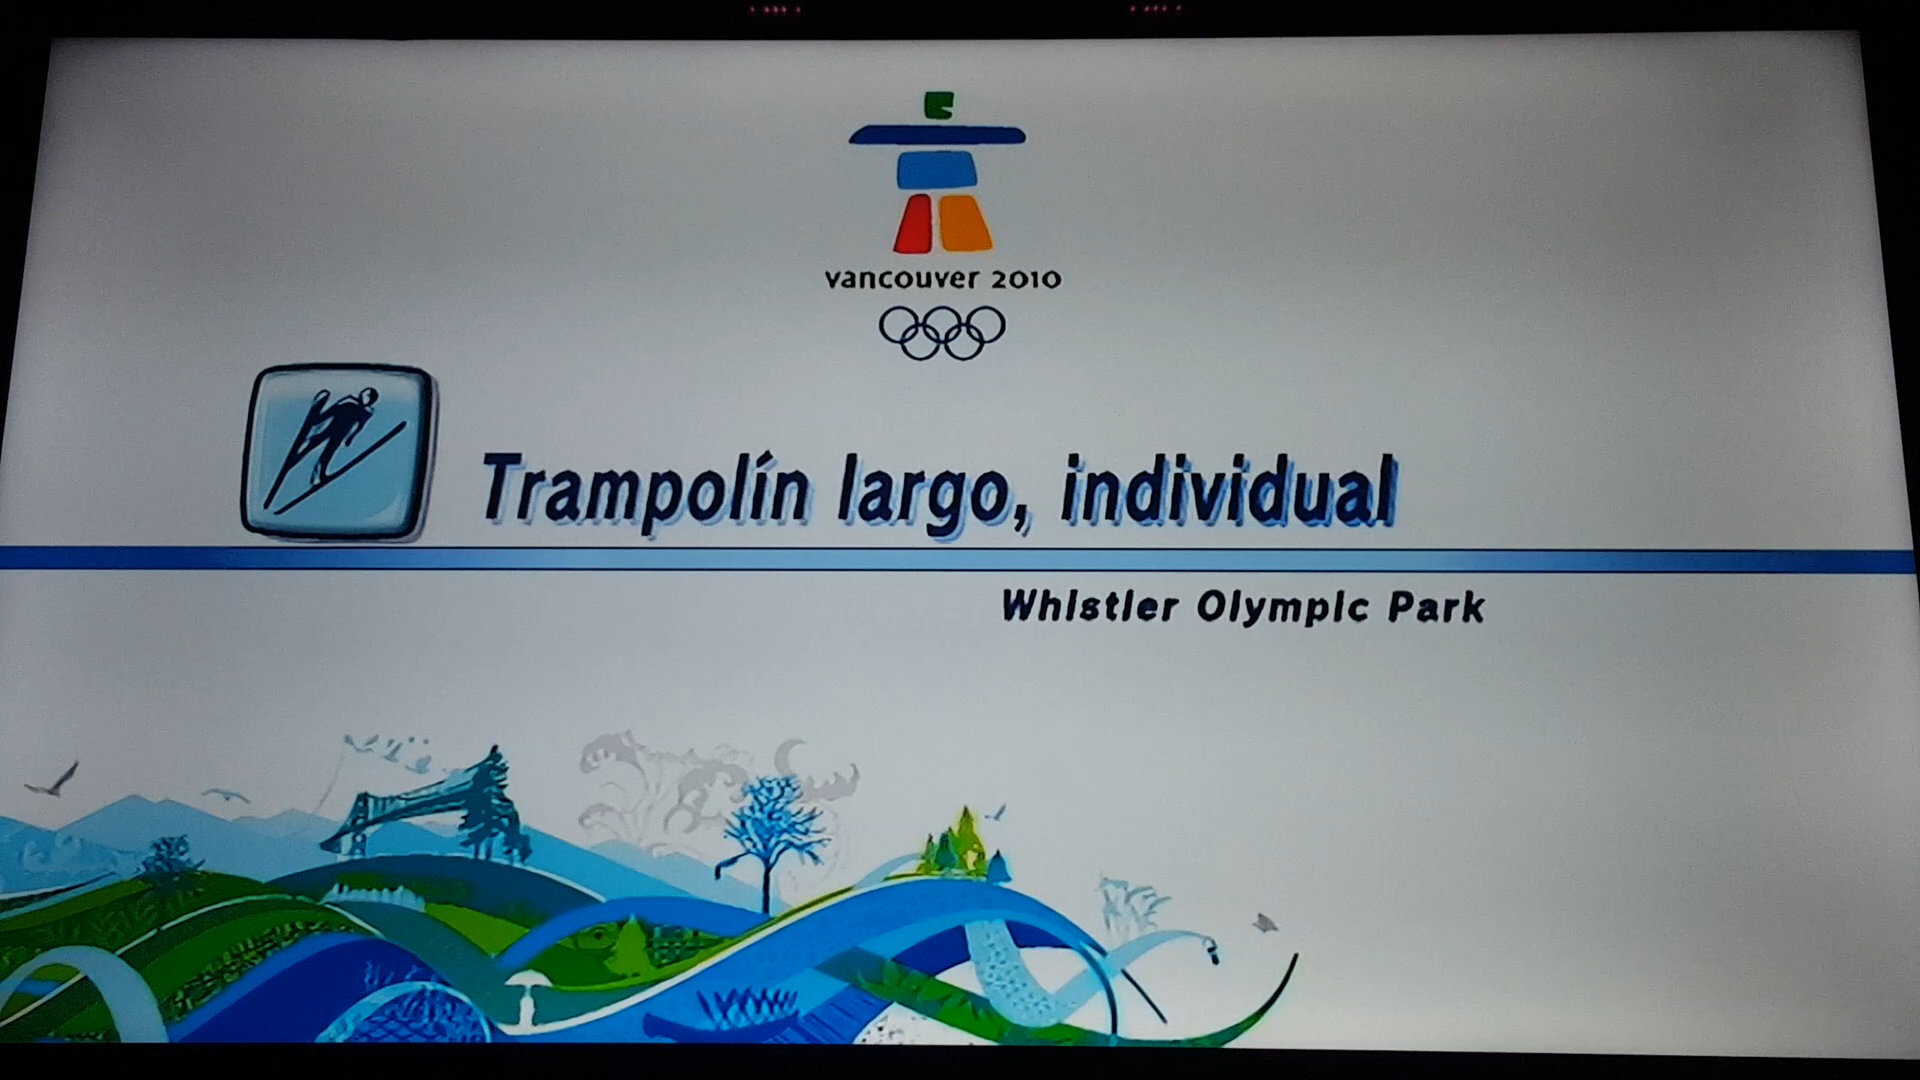 vancouver 2010
Trampolín largo, individual
Whistler Olympic Park